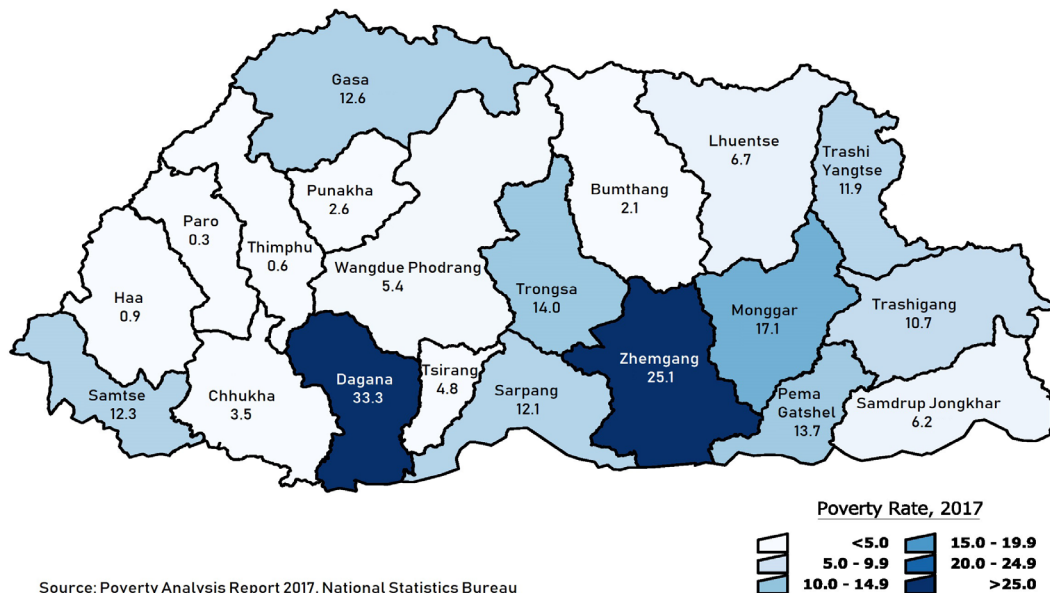 Gasa
12.6
Punakha
2.6
Paro
0.3
Thimphu
0.6
Haa
0.9
Wangdue Phodrang
5.4
Bumthang
2.1
Lhuentse
6.7
Trashi
Yangtse
11.9
Trongsa
14.0
Monggar
17.1
Trashigang
10.7
Samtse
12.3
Chhukha
3.5
Dagana
33.3
Tsirang
4.8
Sarpang
12.1
Zhemgang
25.1
Pema
Gatshel
13.7
Samdrup Jongkhar
6.2
Poverty Rate, 2017
<5.0
5.0 - 9.9
10.0 - 14.9
15.0 - 19.9
20.0 - 24.9
>25.0
Source: Poverty Analysis Report 2017, National Statistics Bureau